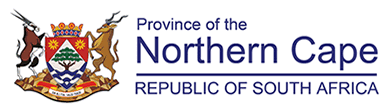 Province of the
Northern Cape
REPUBLIC OF SOUTH AFRICA